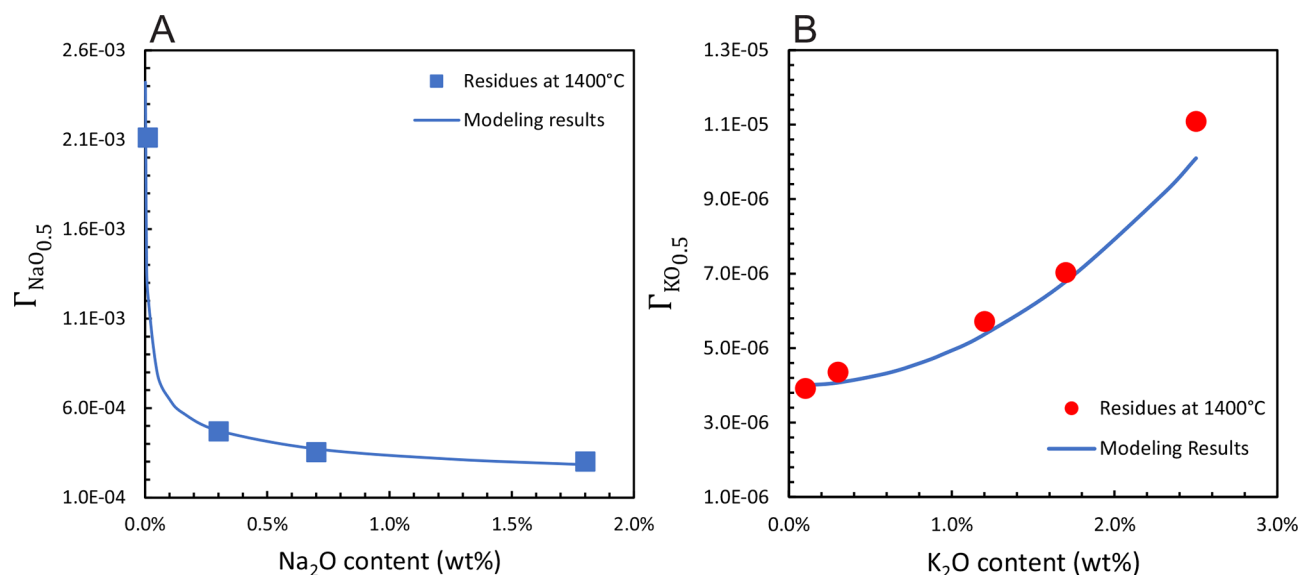 A
2.6E-03
2.1E-03
1.6E-03
1.1E-03
6.0E-04
1.0E-04
Γ NaO0.5
Residues at 1400°C
Modeling results
0.0%
0.5%
1.0%
1.5%
2.0%
Na2O content (wt%)
B
1.3E-05
1.1E-05
9.0E-06
7.0E-06
5.0E-06
3.0E-06
1.0E-06
Γ KO0.5
Residues at 1400°C
Modeling Results
0.0%
1.0%
2.0%
3.0%
K2O content (wt%)